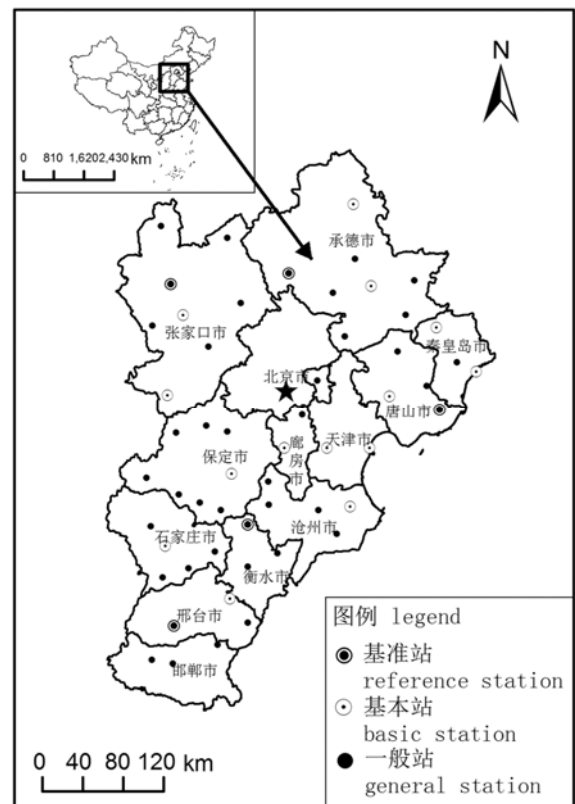 N
0 810 1,6202,430 km
承德市
张家口市
秦皇岛市
北京市
唐山市
廊房市
天津市
保定市
沧州市
石家庄市
衡水市
邢台市
邯郸市
图例 legend
基准站
reference station
基本站
basic station
一般站
general station
0 40 80 120 km